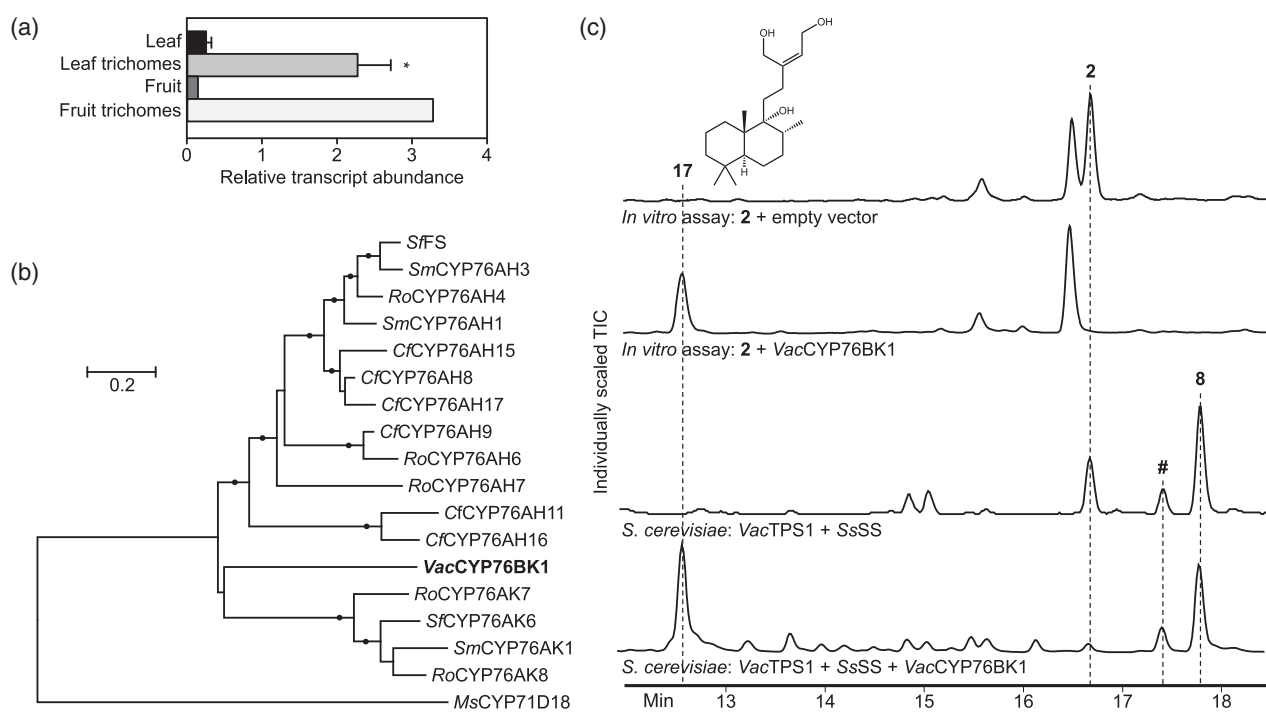 (a)
Leaf
Leaf trichomes
*
Fruit
Fruit trichomes
0 1 2 3 4
Relative transcript abundance
(b)
SfFS
SmCYP76AH3
RoCYP76AH4
SmCYP76AH1
CfCYP76AH15
CfCYP76AH8
CfCYP76AH17
CfCYP76AH9
RoCYP76AH6
RoCYP76AH7
CfCYP76AH11
CfCYP76AH16
VacCYP76BK1
RoCYP76AK7
SfCYP76AK6
SmCYP76AK1
RoCYP76AK8
MsCYP71D18
0.2
(c)
OH
OH
OH
H
17
2
In vitro assay: 2 + empty vector
In vitro assay: 2 + VacCYP76BK1
8
#
S. cerevisiae: VacTPS1 + SsSS
S. cerevisiae: VacTPS1 + SsSS + VacCYP76BK1
Individually scaled TIC
Min 13 14 15 16 17 18